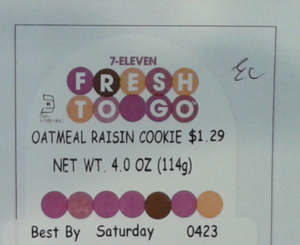 7-ELEVEN
FRESH
TO GO
K
OATMEAL RAISIN COOKIE $1.29
NET WT. 4.0 OZ (114g)
Best By Saturday 0423